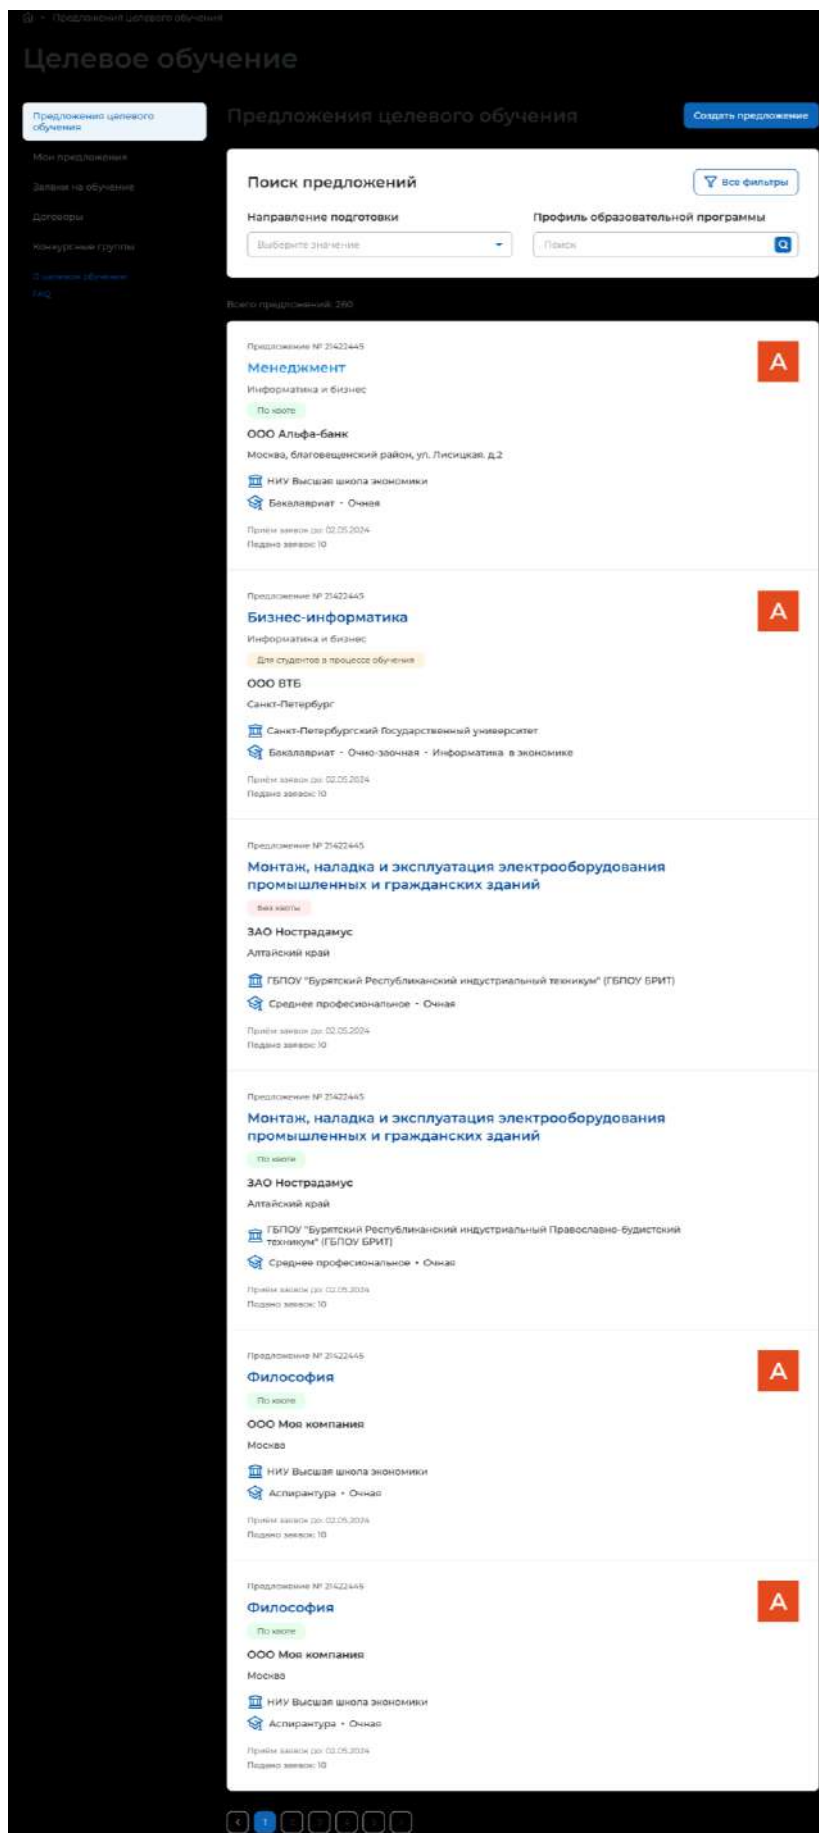 Предложения целевого обучения
Целевое обучение
Предложения целевого
обучения
Мои предложения
Заявки на обучение
Договоры
Конкурсные группы
О целевом обучении
FAQ
Предложения целевого обучения
Создать предложение
Поиск предложений
Все фильтры
Направление подготовки
Профиль образовательной программы
Выберите значение
Поиск
Всего предложений: 260
Предложение № 21422445
A
Менеджмент
Информатика и бизнес
По квоте
ООО Альфа-банк
Москва, благовещенский район, ул. Лисицкая, д.2
НИУ Высшая школа экономики
Бакалавриат • Очная
Приём заявок до: 02.05.2024
Подано заявок: 10
Предложение № 21422445
A
Бизнес-информатика
Информатика и бизнес
Для студентов в процессе обучения
ООО ВТБ
Санкт-Петербург
Санкт-Петербургский Государственный университет
Бакалавриат • Очно-заочная • Информатика в экономике
Приём заявок до: 02.05.2024
Подано заявок: 10
Предложение № 21422445
Монтаж, наладка и эксплуатация электрооборудования
промышленных и гражданских зданий
Без квоты
ЗАО Нострадамус
Алтайский край
ГБПОУ "Бурятский Республиканский индустриальный техникум" (ГБПОУ БРИТ)
Среднее професиональное • Очная
Приём заявок до: 02.05.2024
Подано заявок: 10
Предложение № 21422445
Монтаж, наладка и эксплуатация электрооборудования
промышленных и гражданских зданий
По квоте
ЗАО Нострадамус
Алтайский край
ГБПОУ "Бурятский Республиканский индустриальный Православно-будистский
техникум" (ГБПОУ БРИТ)
Среднее професиональное • Очная
Приём заявок до: 02.05.2024
Подано заявок: 10
Предложение № 21422445
A
Философия
По квоте
ООО Моя компания
Москва
НИУ Высшая школа экономики
Аспирантура • Очная
Приём заявок до: 02.05.2024
Подано заявок: 10
Предложение № 21422445
A
Философия
По квоте
ООО Моя компания
Москва
НИУ Высшая школа экономики
Аспирантура • Очная
Приём заявок до: 02.05.2024
Подано заявок: 10
1 2 3 4